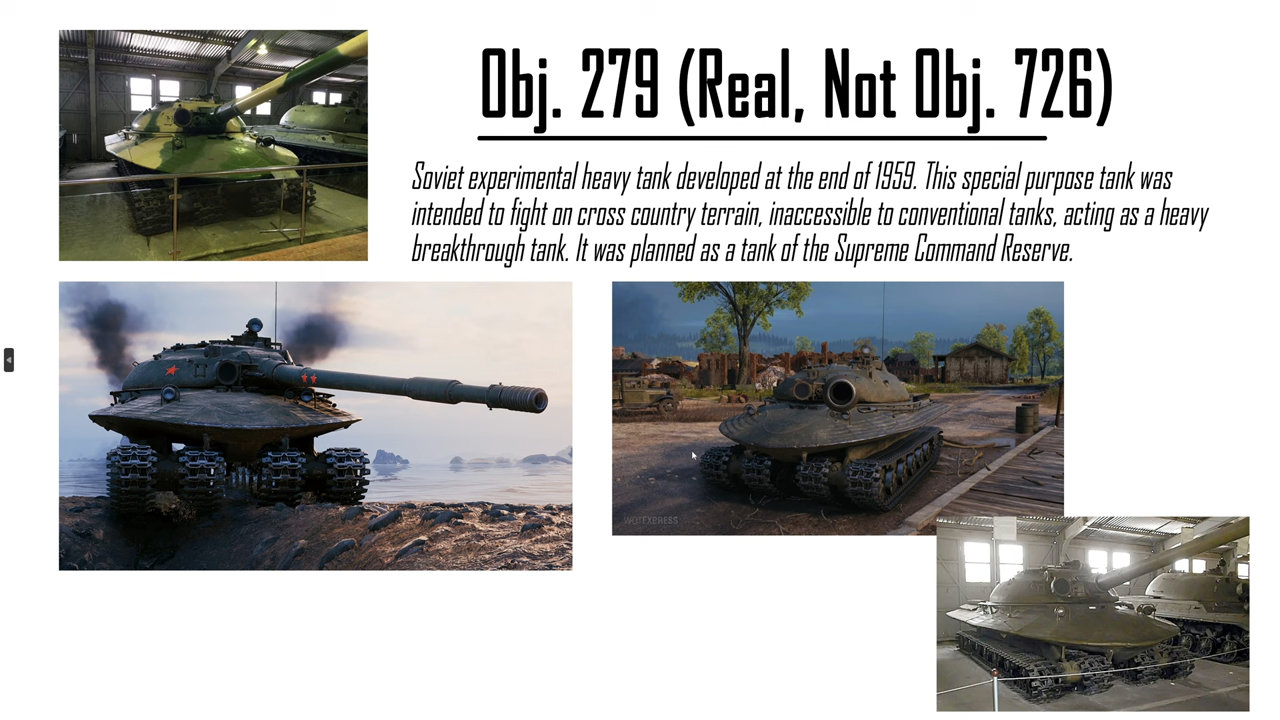 Obj. 279 (Real, Not Obj. 726)
Soviet experimental heavy tank developed at the end of 1959. This special purpose tank was
intended to fight on cross country terrain, inaccessible to conventional tanks, acting as a heavy
breakthrough tank. It was planned as a tank of the Supreme Command Reserve.
WOTEXPRESS